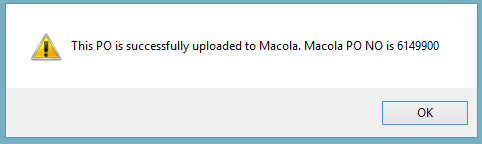 This PO is successfully uploaded to Macola. Macola PO NO is 6149900
OK